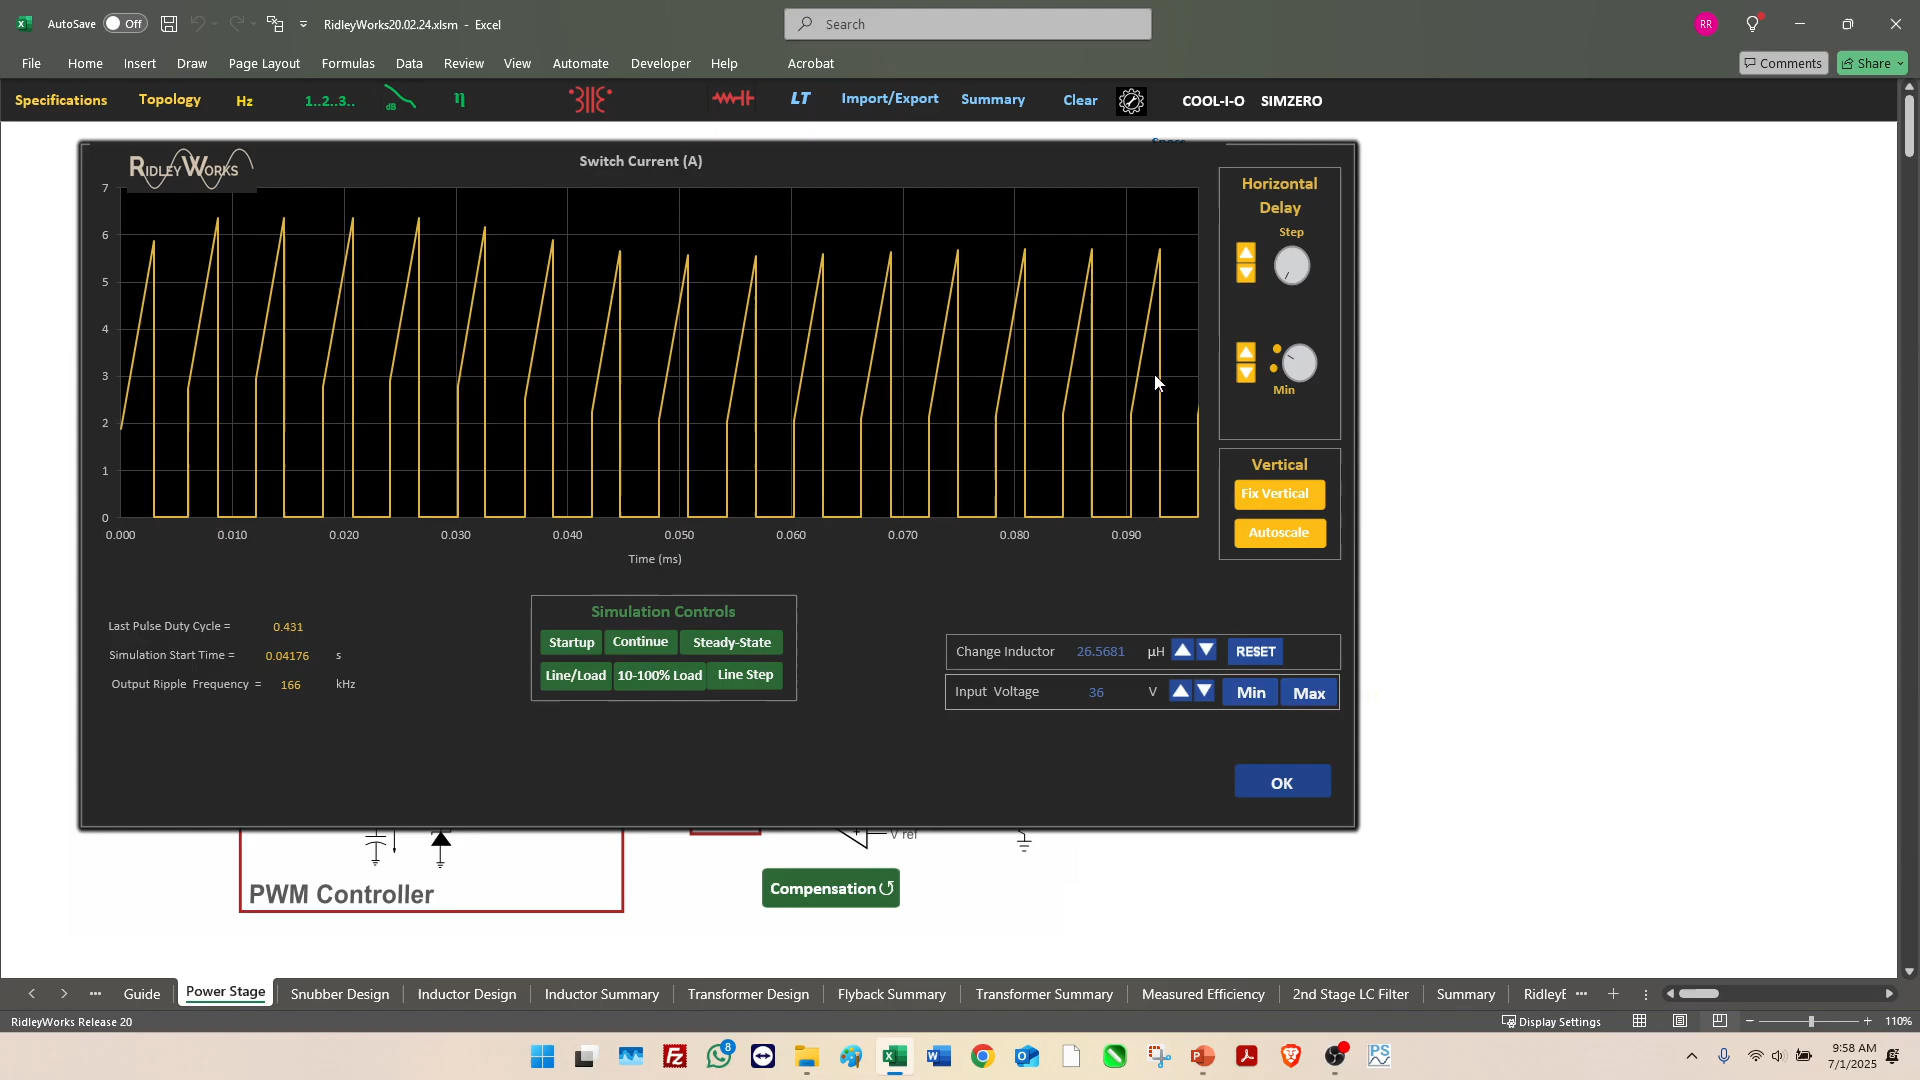 AutoSave Off RidleyWorks20.02.24.xlsm - Excel Search RR
File Home Insert Draw Page Layout Formulas Data Review View Automate Developer Help Acrobat Comments Share
Specifications Topology Hz 1..2..3.. dB η LT Import/Export Summary Clear COOL-I-O SIMZERO
RIDLEYWORKS
Switch Current (A)
7
6
5
4
3
2
1
0
0.000 0.010 0.020 0.030 0.040 0.050 0.060 0.070 0.080 0.090
Time (ms)
Horizontal
Delay
Step
Min
Vertical
Fix Vertical
Autoscale
Last Pulse Duty Cycle = 0.431
Simulation Start Time = 0.04176 s
Output Ripple Frequency = 166 kHz
Simulation Controls
Startup Continue Steady-State
Line/Load 10-100% Load Line Step
Change Inductor 26.5681 µH RESET
Input Voltage 36 V Min Max
OK
V ref
PWM Controller
Compensation
Guide Power Stage Snubber Design Inductor Design Inductor Summary Transformer Design Flyback Summary Transformer Summary Measured Efficiency 2nd Stage LC Filter Summary RidleyE
RidleyWorks Release 20 Display Settings 110%
8 PS 9:58 AM
7/1/2025